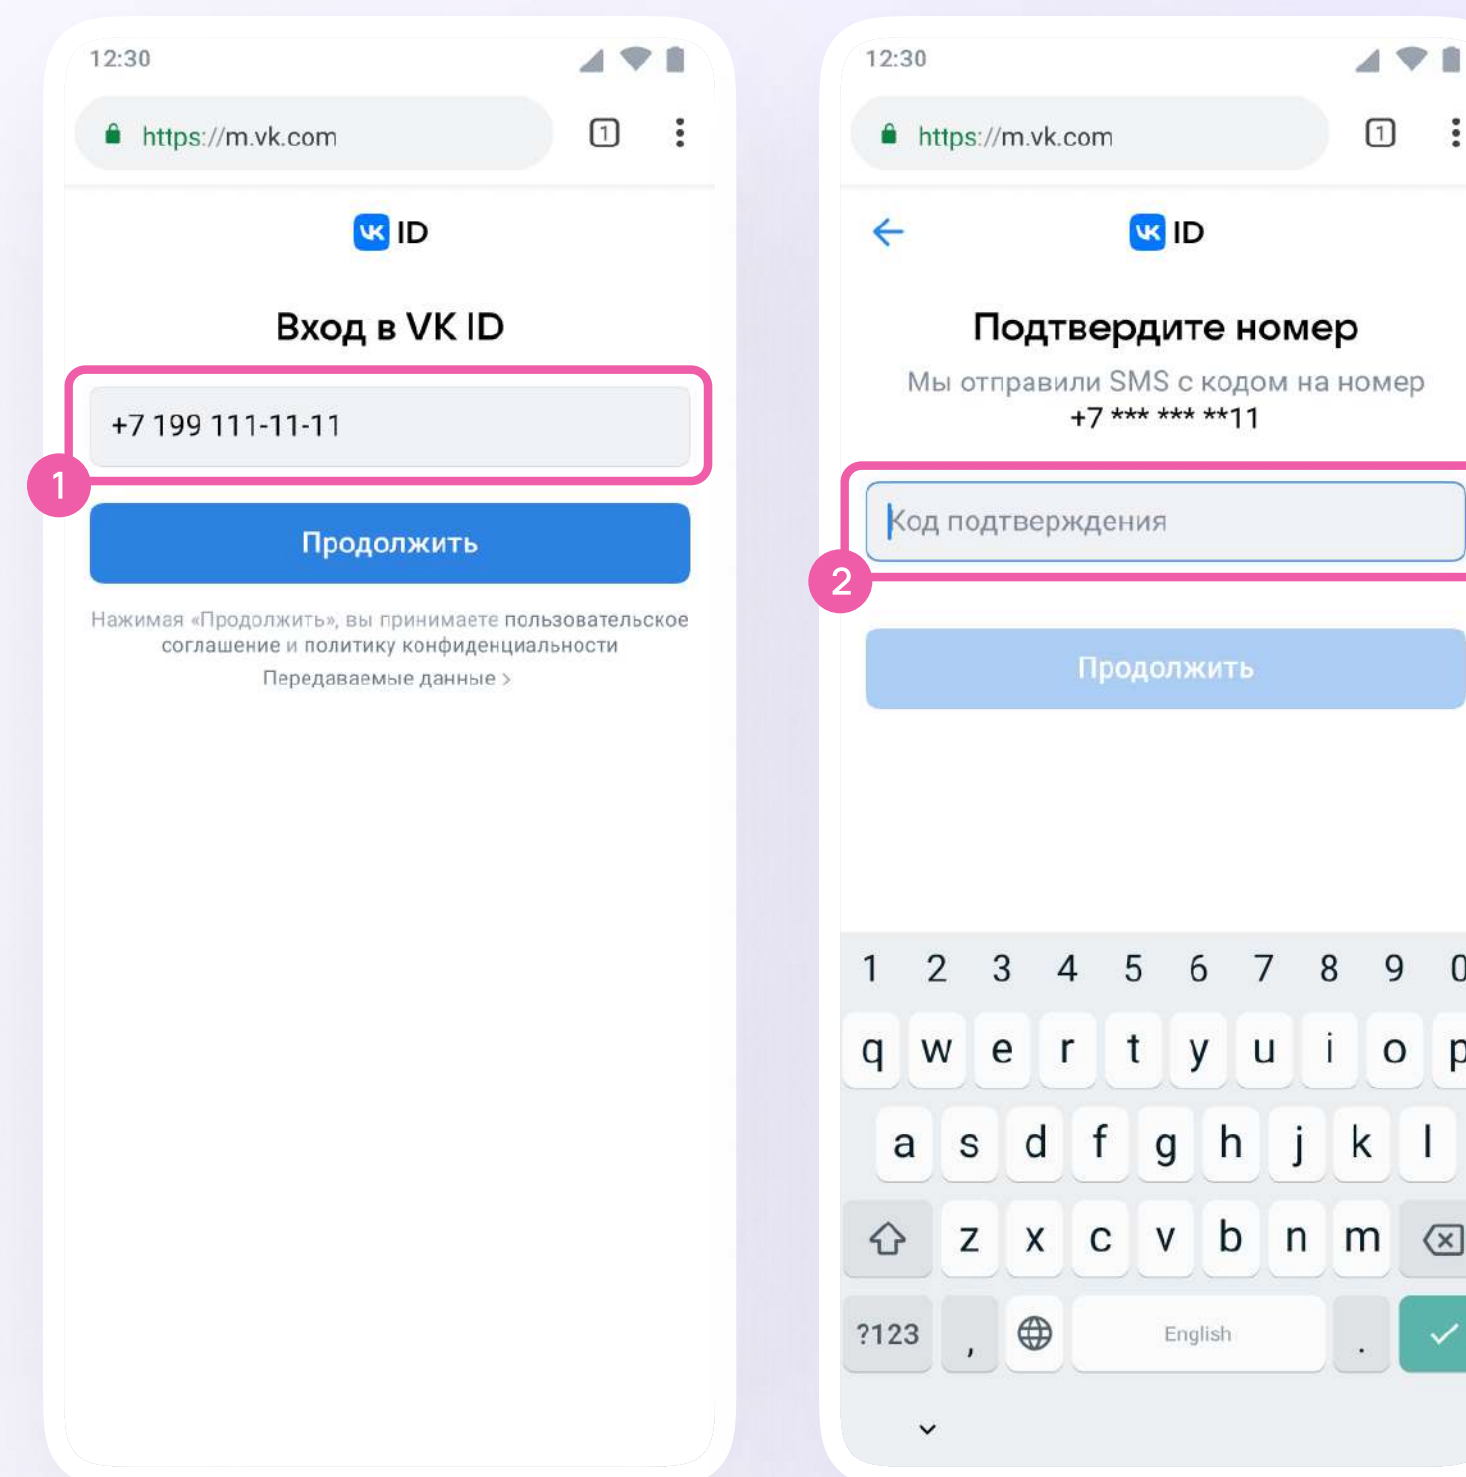 12:30
https://m.vk.com
1
VK ID
Вход в VK ID
+7 199 111-11-11
1
Продолжить
Нажимая «Продолжить», вы принимаете пользовательское
соглашение и политику конфиденциальности
Передаваемые данные >
12:30
https://m.vk.com
1
VK ID
Подтвердите номер
Мы отправили SMS с кодом на номер
+7 *** *** **11
Код подтверждения
2
Продолжить
1 2 3 4 5 6 7 8 9 0
q w e r t y u i o p
a s d f g h j k l
z x c v b n m
?123 , English .